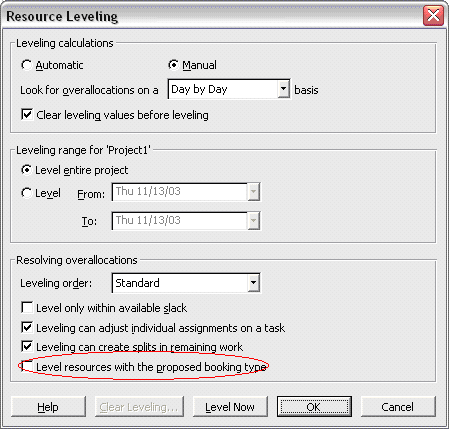 Resource Leveling
Leveling calculations
Automatic Manual
Look for overallocations on a Day by Day basis
Clear leveling values before leveling
Leveling range for 'Project1'
Level entire project
Level From: Thu 11/13/03
To: Thu 11/13/03
Resolving overallocations
Leveling order: Standard
Level only within available slack
Leveling can adjust individual assignments on a task
Leveling can create splits in remaining work
Level resources with the proposed booking type
Help Clear Leveling... Level Now OK Cancel